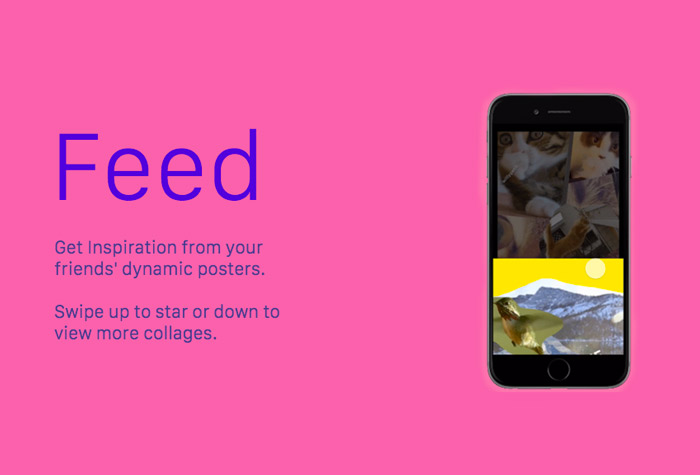 Feed
Get Inspiration from your
friends' dynamic posters.
Swipe up to star or down to
view more collages.